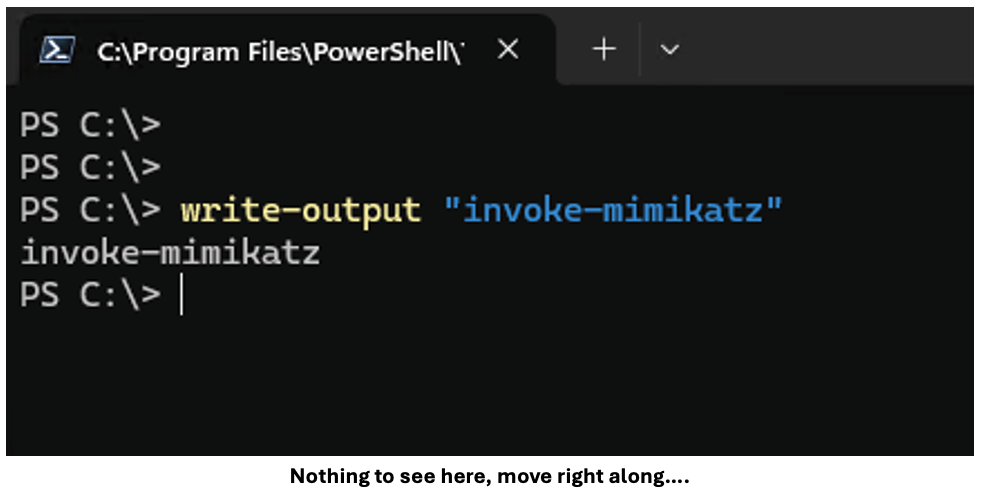 C:\Program Files\PowerShell\
PS C:\>
PS C:\>
PS C:\> write-output "invoke-mimikatz"
invoke-mimikatz
PS C:\>
Nothing to see here, move right along....